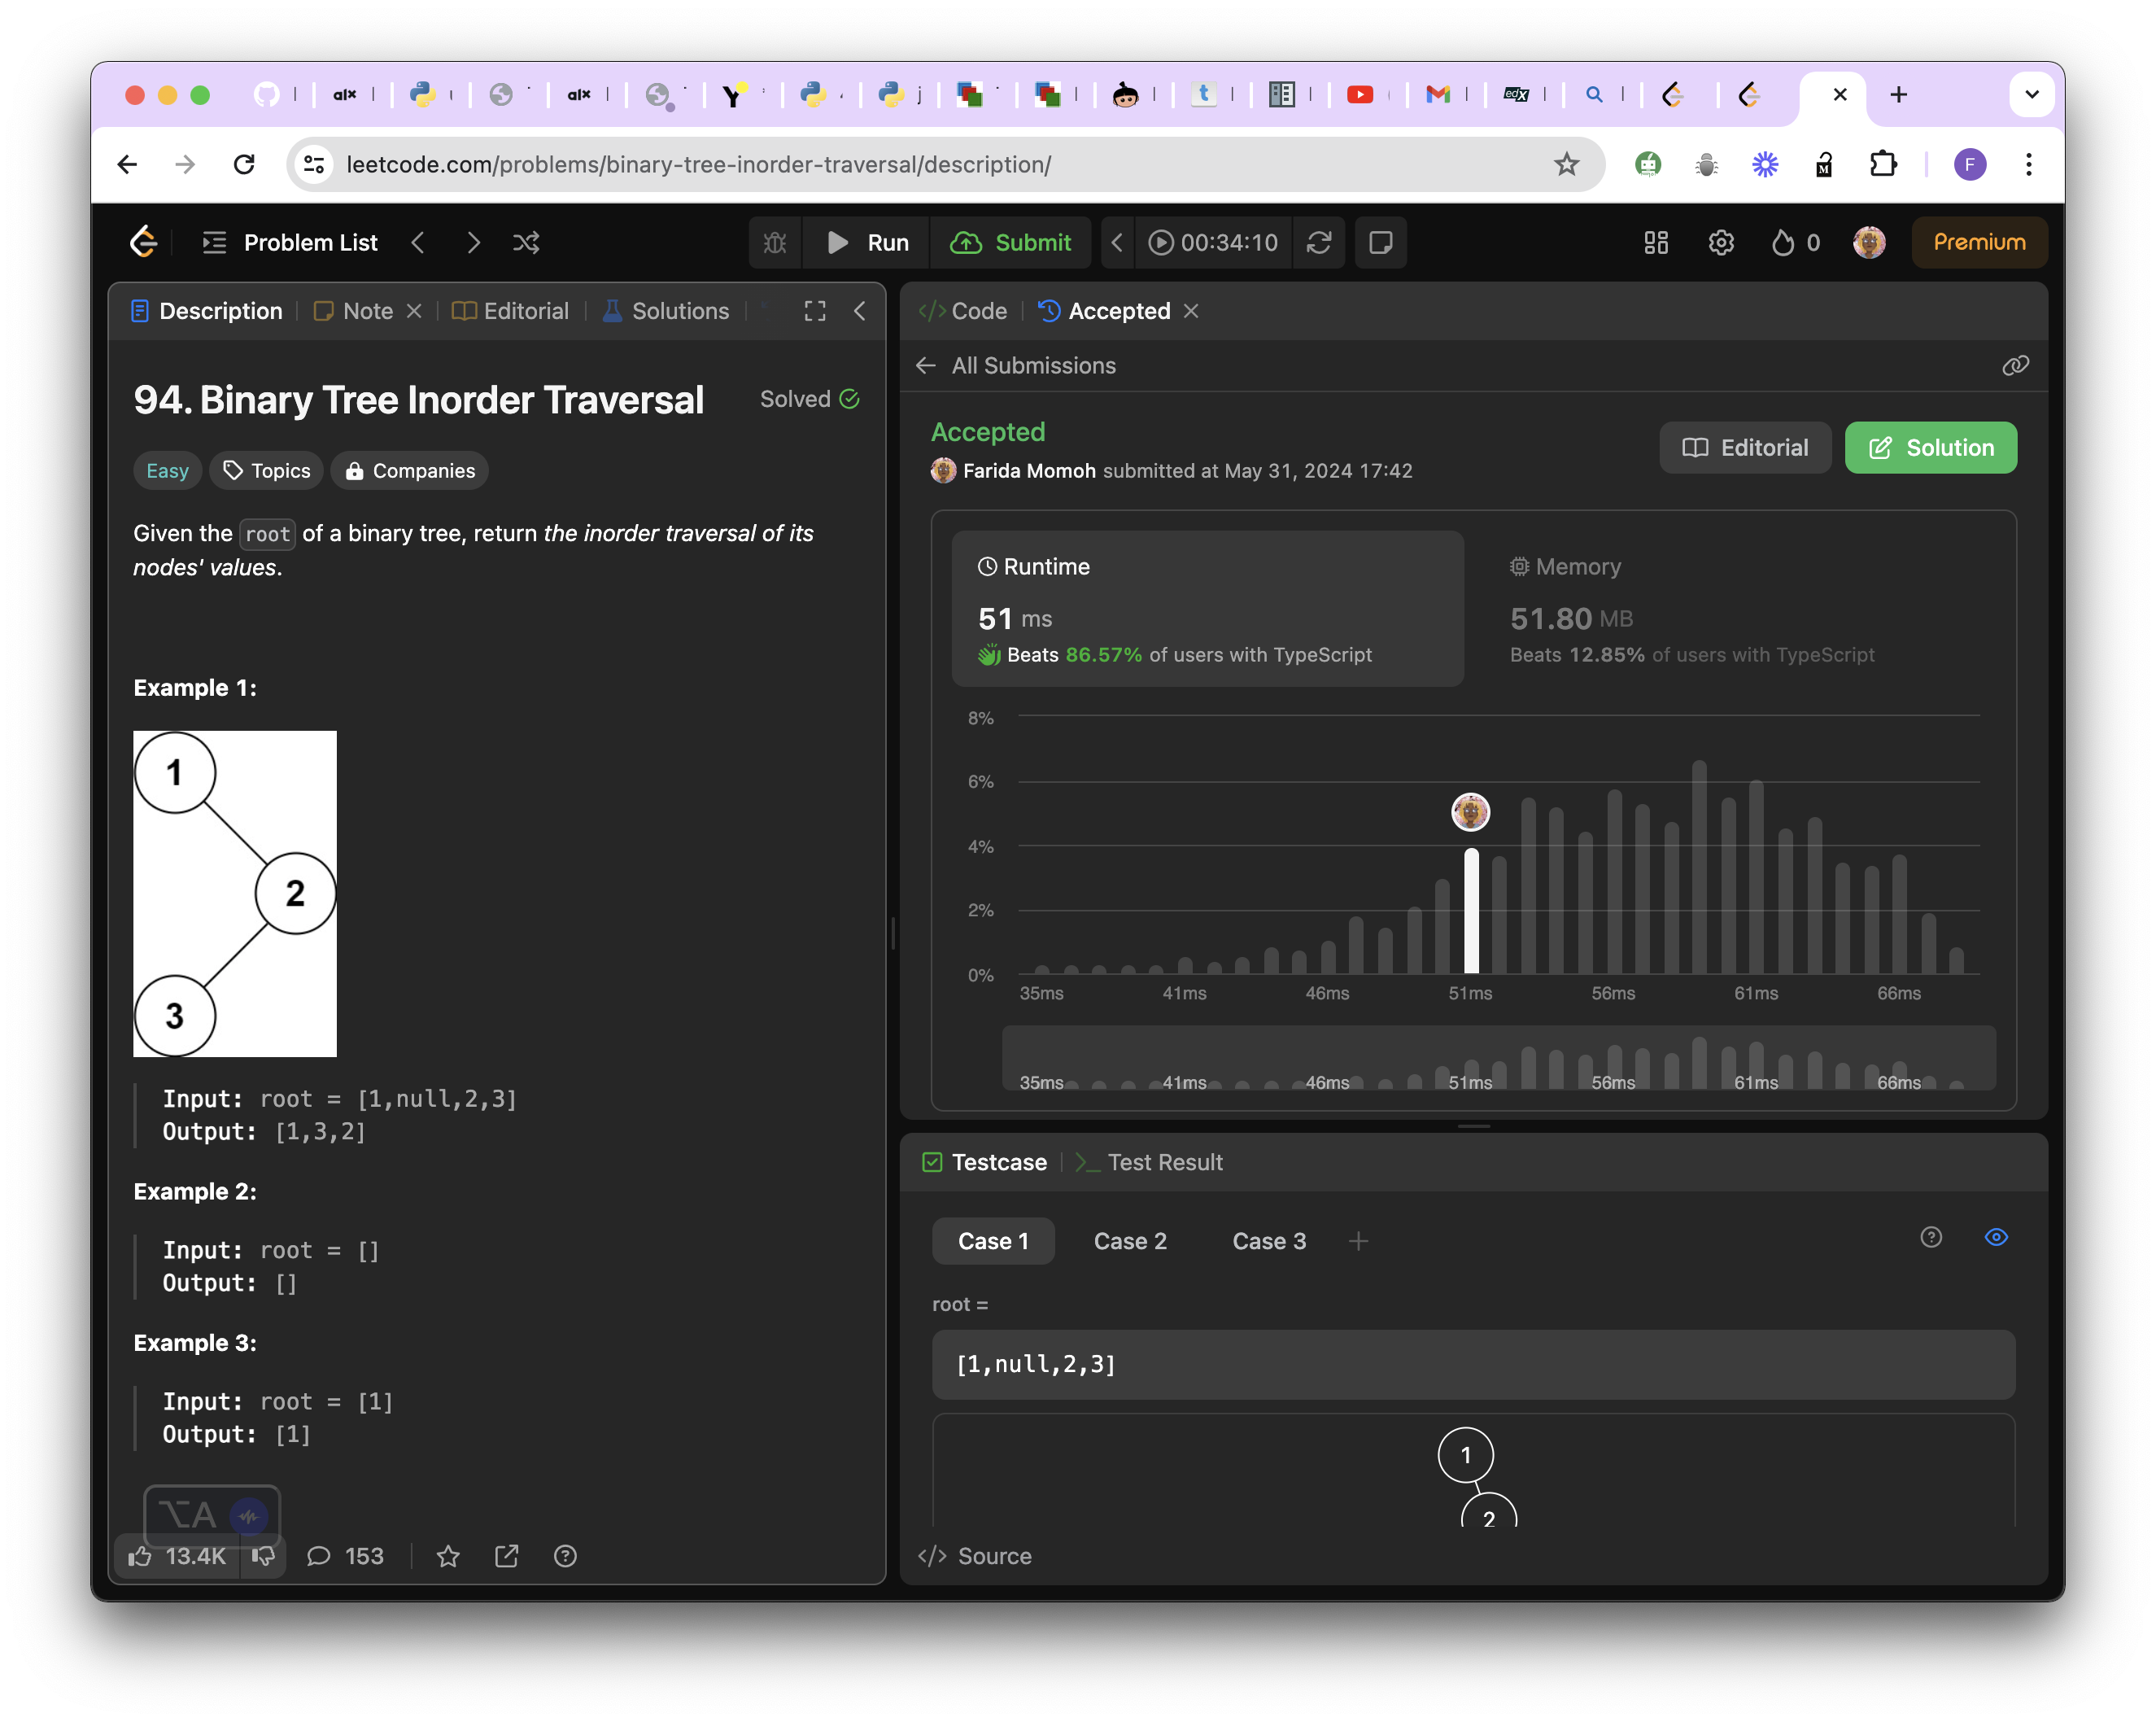 alx
alx
Y
t
edX
leetcode.com/problems/binary-tree-inorder-traversal/description/
M
F
Problem List
Run
Submit
00:34:10
0
Premium
Description
Note
Editorial
Solutions
Code
Accepted
All Submissions
94. Binary Tree Inorder Traversal
Solved
Easy
Topics
Companies
Given the root of a binary tree, return the inorder traversal of its
nodes' values.
Example 1:
1
2
3
Input: root = [1,null,2,3]
Output: [1,3,2]
Example 2:
Input: root = []
Output: []
Example 3:
Input: root = [1]
Output: [1]
⌥A
13.4K
153
Accepted
Farida Momoh submitted at May 31, 2024 17:42
Editorial
Solution
Runtime
51 ms
Beats 86.57% of users with TypeScript
Memory
51.80 MB
Beats 12.85% of users with TypeScript
8%
6%
4%
2%
0%
35ms 41ms 46ms 51ms 56ms 61ms 66ms
35ms 41ms 46ms 51ms 56ms 61ms 66ms
Testcase
Test Result
Case 1 Case 2 Case 3
root =
[1,null,2,3]
1
2
Source